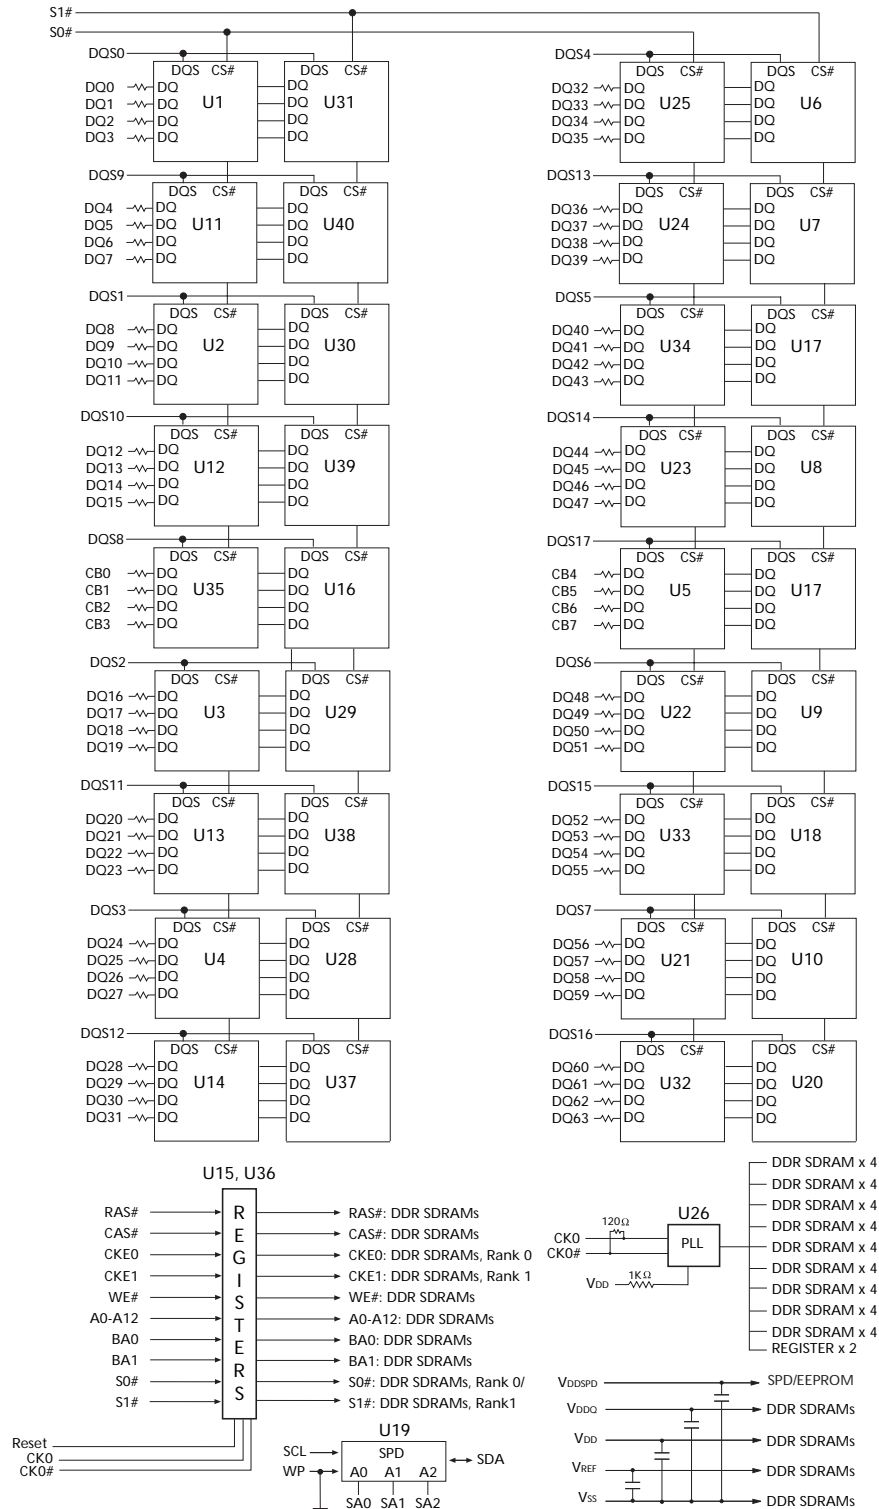 S1#
S0#
DQS0
DQS CS# DQS CS#
DQ0 DQ U1 DQ U31
DQ1 DQ DQ
DQ2 DQ DQ
DQ3 DQ DQ
DQS9
DQS CS# DQS CS#
DQ4 DQ U11 DQ U40
DQ5 DQ DQ
DQ6 DQ DQ
DQ7 DQ DQ
DQS1
DQS CS# DQS CS#
DQ8 DQ U2 DQ U30
DQ9 DQ DQ
DQ10 DQ DQ
DQ11 DQ DQ
DQS10
DQS CS# DQS CS#
DQ12 DQ U12 DQ U39
DQ13 DQ DQ
DQ14 DQ DQ
DQ15 DQ DQ
DQS8
DQS CS# DQS CS#
CB0 DQ U35 DQ U16
CB1 DQ DQ
CB2 DQ DQ
CB3 DQ DQ
DQS2
DQS CS# DQS CS#
DQ16 DQ U3 DQ U29
DQ17 DQ DQ
DQ18 DQ DQ
DQ19 DQ DQ
DQS11
DQS CS# DQS CS#
DQ20 DQ U13 DQ U38
DQ21 DQ DQ
DQ22 DQ DQ
DQ23 DQ DQ
DQS3
DQS CS# DQS CS#
DQ24 DQ U4 DQ U28
DQ25 DQ DQ
DQ26 DQ DQ
DQ27 DQ DQ
DQS12
DQS CS# DQS CS#
DQ28 DQ U14 DQ U37
DQ29 DQ DQ
DQ30 DQ DQ
DQ31 DQ DQ
DQS4
DQS CS# DQS CS#
DQ32 DQ U25 DQ U6
DQ33 DQ DQ
DQ34 DQ DQ
DQ35 DQ DQ
DQS13
DQS CS# DQS CS#
DQ36 DQ U24 DQ U7
DQ37 DQ DQ
DQ38 DQ DQ
DQ39 DQ DQ
DQS5
DQS CS# DQS CS#
DQ40 DQ U34 DQ U17
DQ41 DQ DQ
DQ42 DQ DQ
DQ43 DQ DQ
DQS14
DQS CS# DQS CS#
DQ44 DQ U23 DQ U8
DQ45 DQ DQ
DQ46 DQ DQ
DQ47 DQ DQ
DQS17
DQS CS# DQS CS#
CB4 DQ U5 DQ U17
CB5 DQ DQ
CB6 DQ DQ
CB7 DQ DQ
DQS6
DQS CS# DQS CS#
DQ48 DQ U22 DQ U9
DQ49 DQ DQ
DQ50 DQ DQ
DQ51 DQ DQ
DQS15
DQS CS# DQS CS#
DQ52 DQ U33 DQ U18
DQ53 DQ DQ
DQ54 DQ DQ
DQ55 DQ DQ
DQS7
DQS CS# DQS CS#
DQ56 DQ U21 DQ U10
DQ57 DQ DQ
DQ58 DQ DQ
DQ59 DQ DQ
DQS16
DQS CS# DQS CS#
DQ60 DQ U32 DQ U20
DQ61 DQ DQ
DQ62 DQ DQ
DQ63 DQ DQ
U15, U36
REGISTERS
RAS# RAS#: DDR SDRAMs
CAS# CAS#: DDR SDRAMs
CKE0 CKE0: DDR SDRAMs, Rank 0
CKE1 CKE1: DDR SDRAMs, Rank 1
WE# WE#: DDR SDRAMs
A0-A12 A0-A12: DDR SDRAMs
BA0 BA0: DDR SDRAMs
BA1 BA1: DDR SDRAMs
S0# S0#: DDR SDRAMs, Rank 0/
S1# S1#: DDR SDRAMs, Rank1
Reset
CK0
CK0#
U19
SCL SPD SDA
WP A0 A1 A2
SA0 SA1 SA2
U26
120Ω
CK0 PLL
CK0#
VDD 1KΩ
DDR SDRAM x 4
DDR SDRAM x 4
DDR SDRAM x 4
DDR SDRAM x 4
DDR SDRAM x 4
DDR SDRAM x 4
DDR SDRAM x 4
DDR SDRAM x 4
DDR SDRAM x 4
REGISTER x 2
VDDSPD SPD/EEPROM
VDDQ DDR SDRAMs
VDD DDR SDRAMs
VREF DDR SDRAMs
VSS DDR SDRAMs